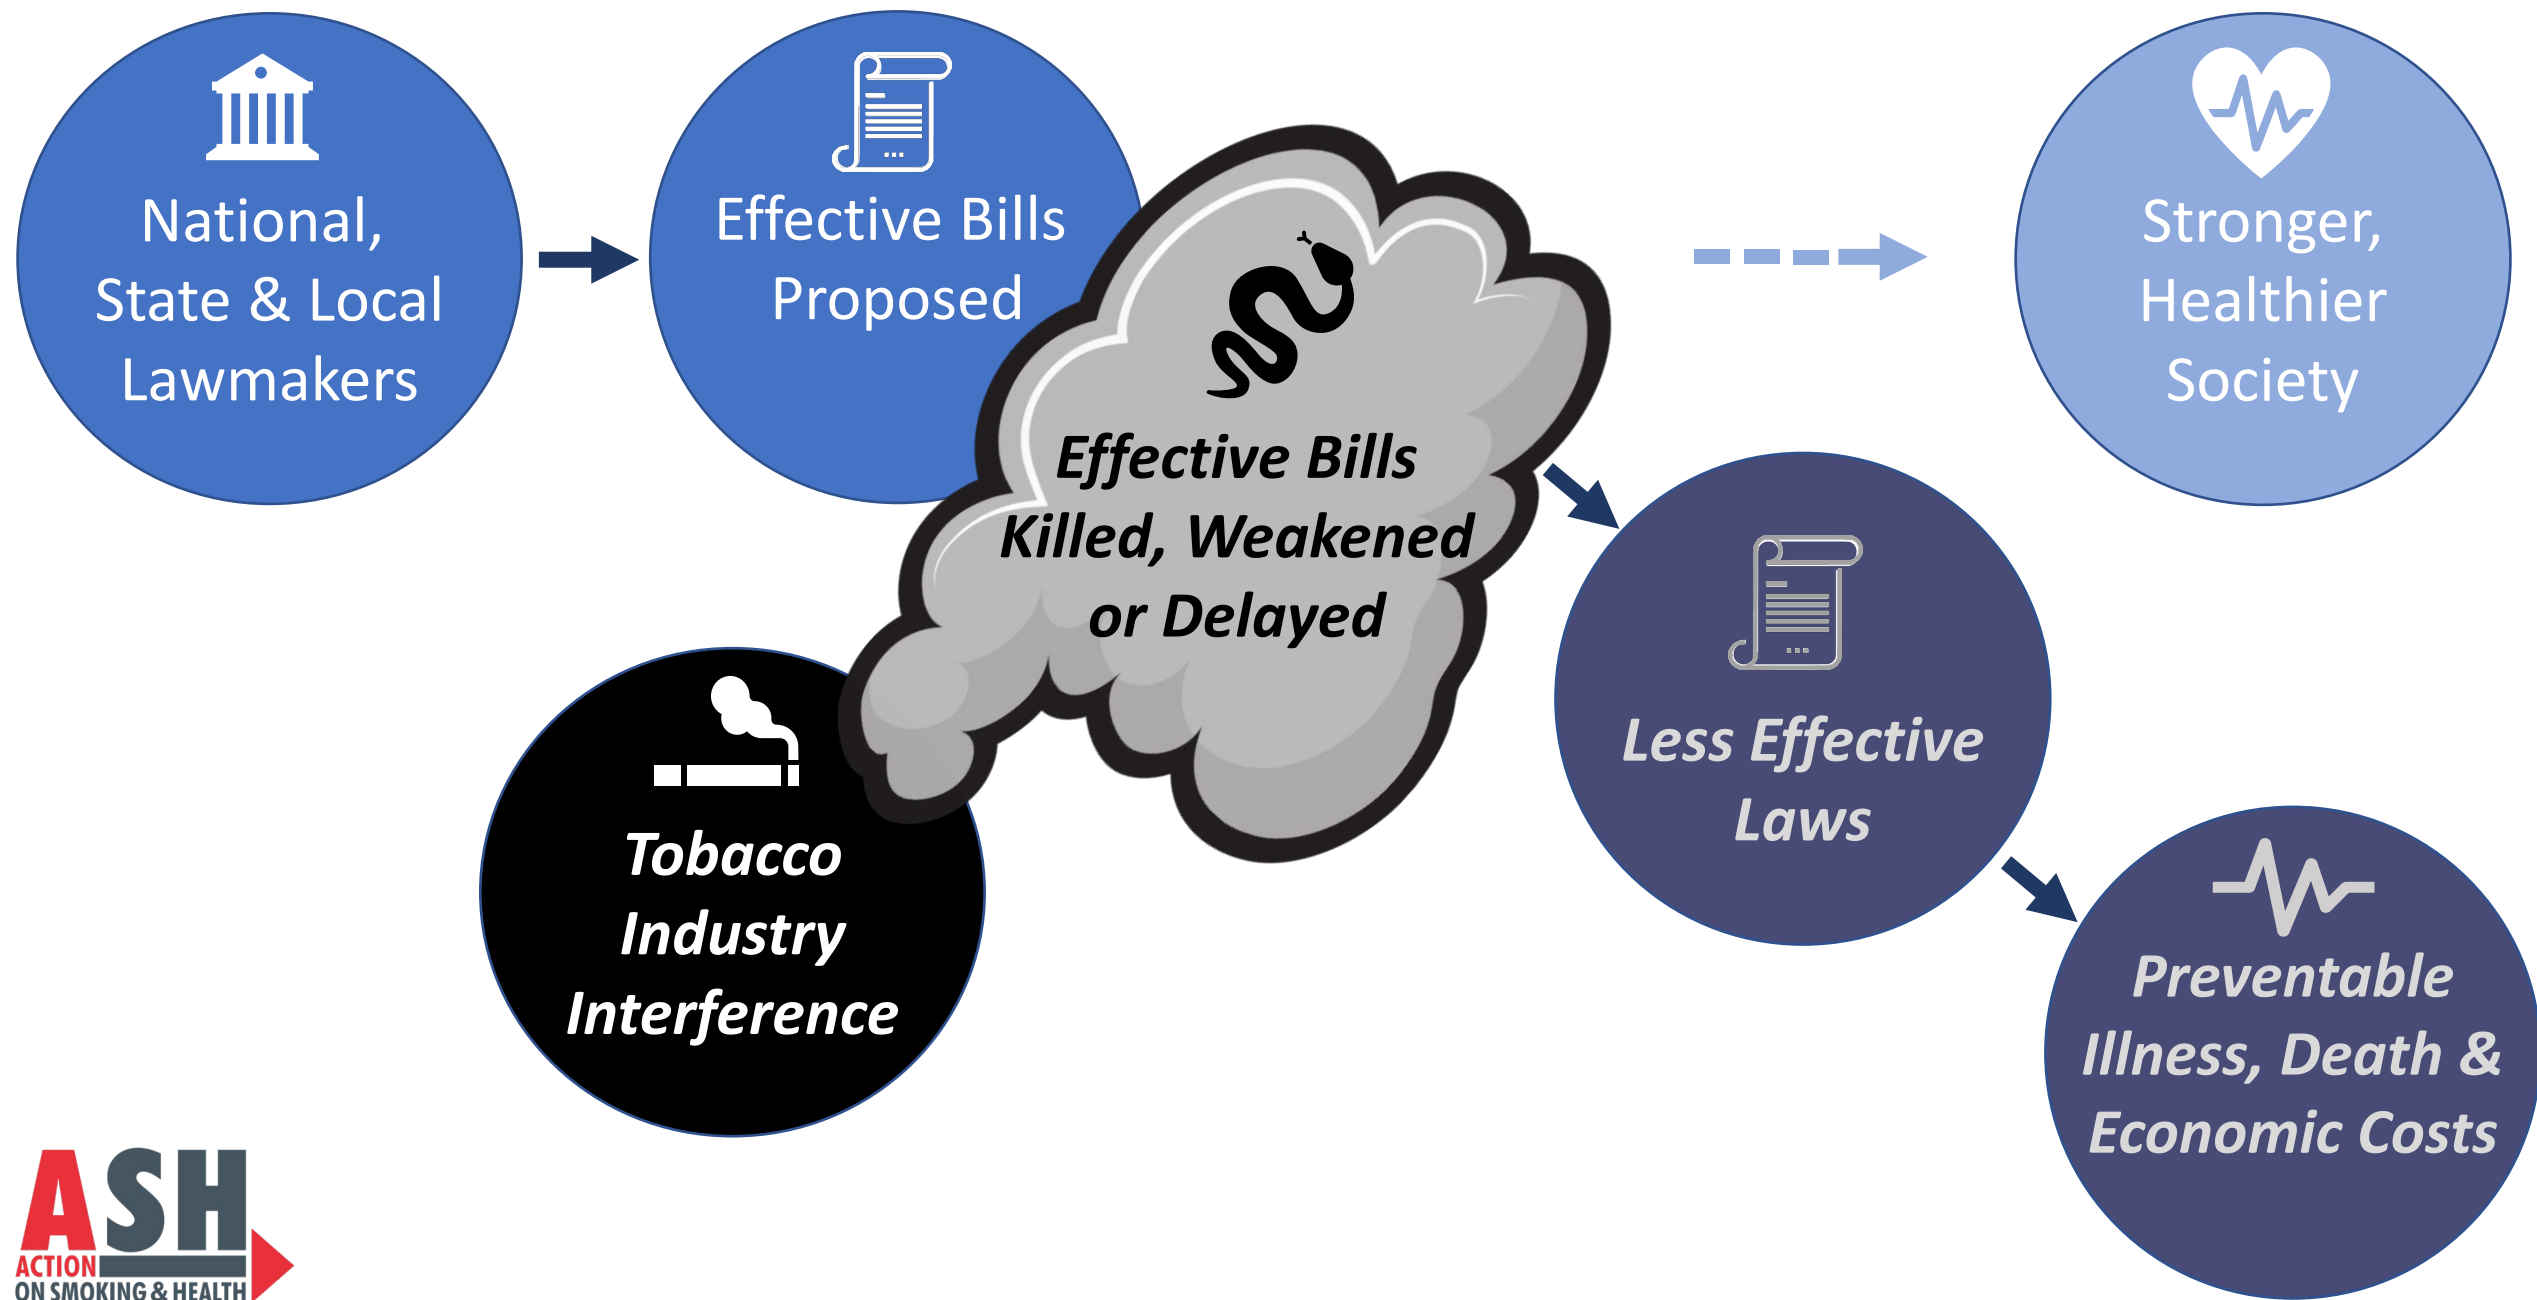 National,
State & Local
Lawmakers
Effective Bills
Proposed
Stronger,
Healthier
Society
Effective Bills
Killed, Weakened
or Delayed
Less Effective
Laws
Tobacco
Industry
Interference
Preventable
Illness, Death &
Economic Costs
ASH
ACTION
ON SMOKING & HEALTH